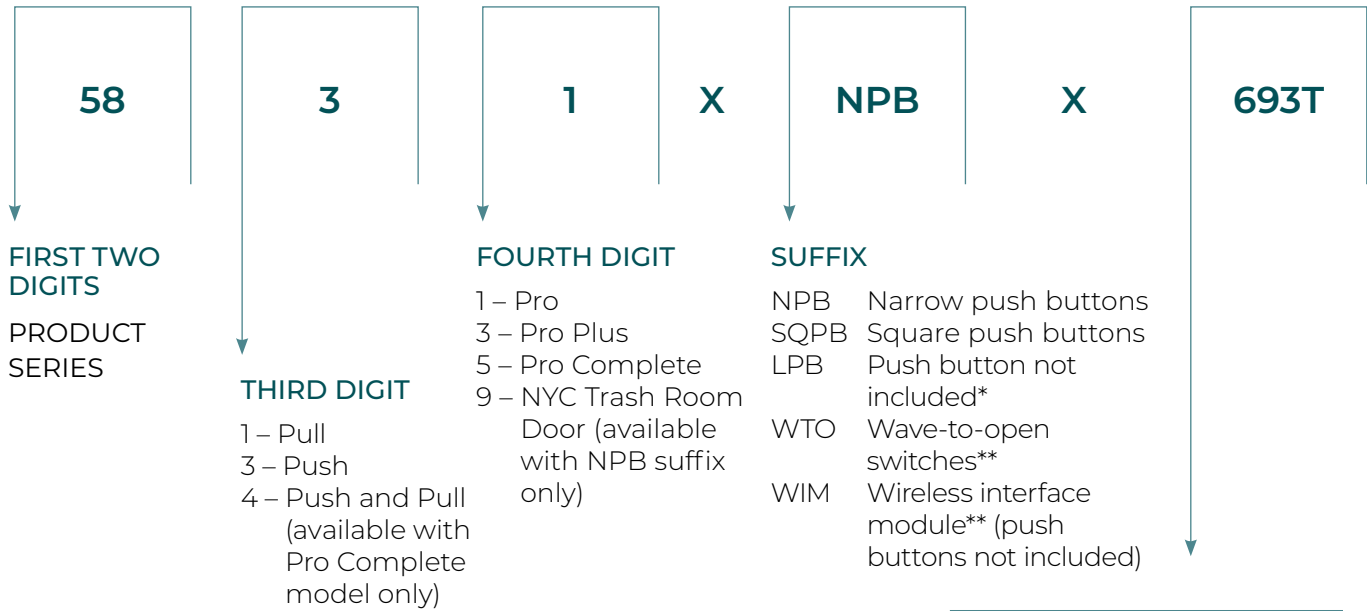 58 3 1 X NPB X 693T
FIRST TWO
DIGITS
PRODUCT
SERIES
THIRD DIGIT
1 – Pull
3 – Push
4 – Push and Pull
(available with
Pro Complete
model only)
FOURTH DIGIT
1 – Pro
3 – Pro Plus
5 – Pro Complete
9 – NYC Trash Room
Door (available
with NPB suffix
only)
SUFFIX
NPB Narrow push buttons
SQPB Square push buttons
LPB Push button not
included*
WTO Wave-to-open
switches**
WIM Wireless interface
module** (push
buttons not included)